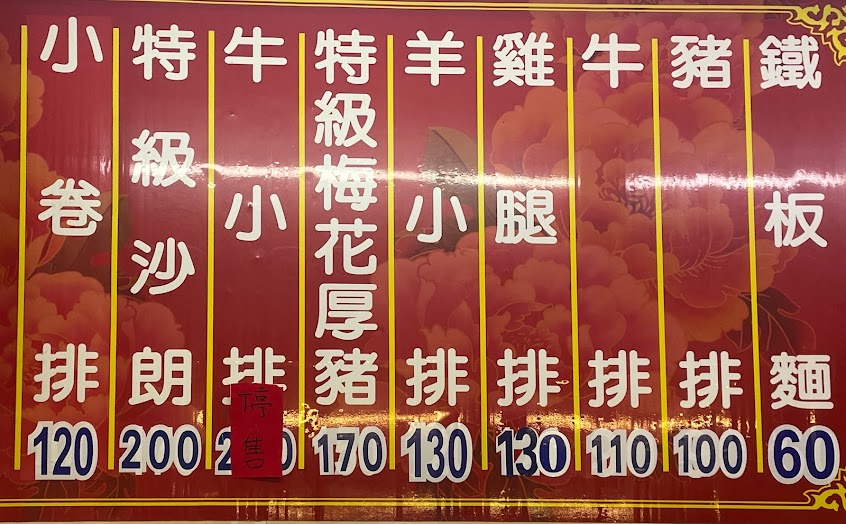 鐵板麵 60
豬排 100
牛排 110
雞腿排 130
羊小排 130
特級梅花厚豬 170
牛小排
停售
特級沙朗 200
小卷排 120